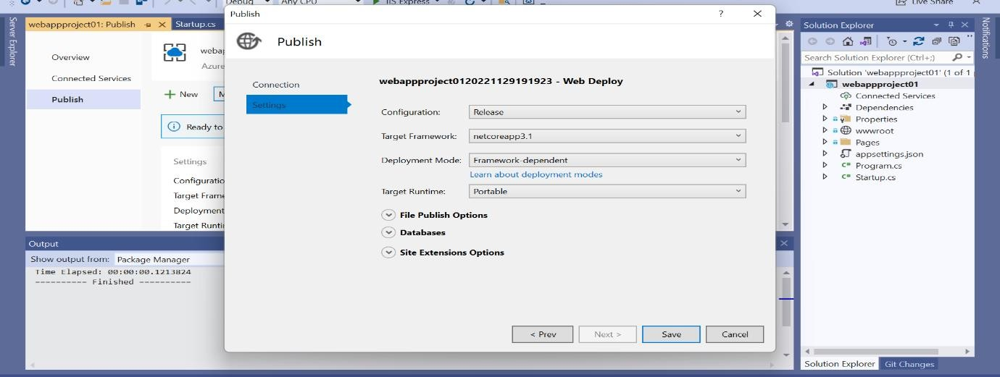 Debug
Any CPU
IIS Express
Live Share
Server Explorer
webappproject01: Publish
Startup.cs
Overview
Connected Services
Publish
Azure
New
Ready to
Settings
Target Frame
Deployment
Output
Show output from:
Package Manager
Time Elapsed: 00:00:00.1213824
---------- Finished ----------
Publish
?
Publish
Connection
Settings
webappproject0120221129191923 - Web Deploy
Configuration:
Release
Target Framework:
netcoreapp3.1
Deployment Mode:
Framework-dependent
Learn about deployment modes
Target Runtime:
Portable
File Publish Options
Databases
Site Extensions Options
< Prev
Next >
Save
Cancel
Solution Explorer
Search Solution Explorer (Ctrl+;)
Solution 'webappproject01' (1 of 1
webappproject01
Connected Services
Dependencies
Properties
wwwroot
Pages
appsettings.json
Program.cs
Startup.cs
Solution Explorer
Git Changes
Notifications